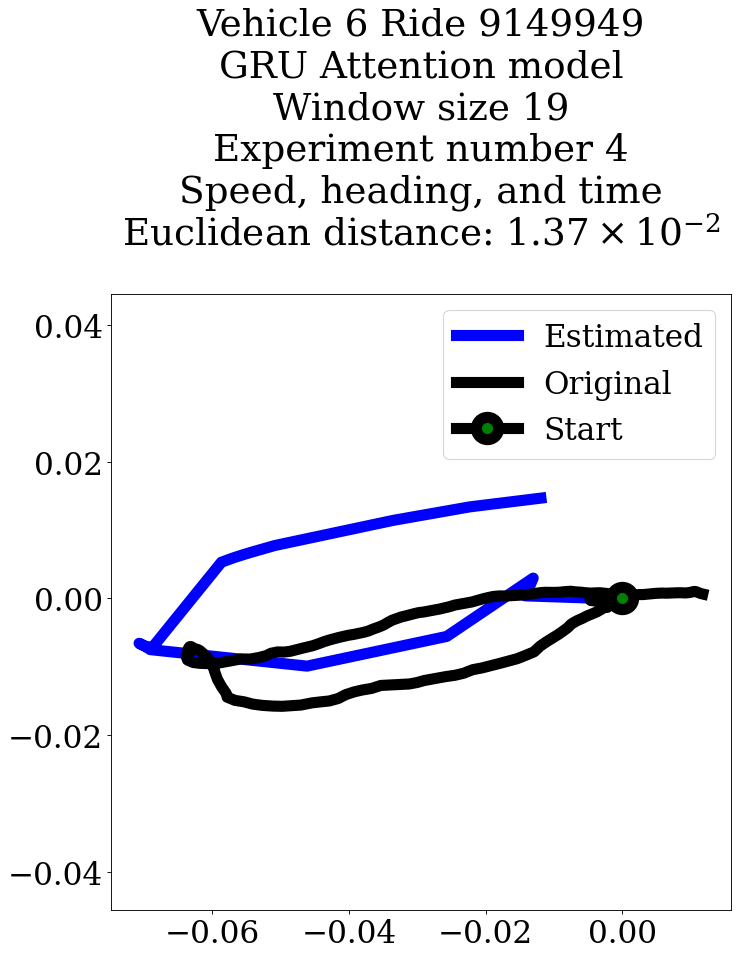 Vehicle 6 Ride 9149949
GRU Attention model
Window size 19
Experiment number 4
Speed, heading, and time
Euclidean distance: 1.37 × 10⁻²
Estimated
Original
Start
0.04
0.02
0.00
−0.02
−0.04
−0.06 −0.04 −0.02 0.00